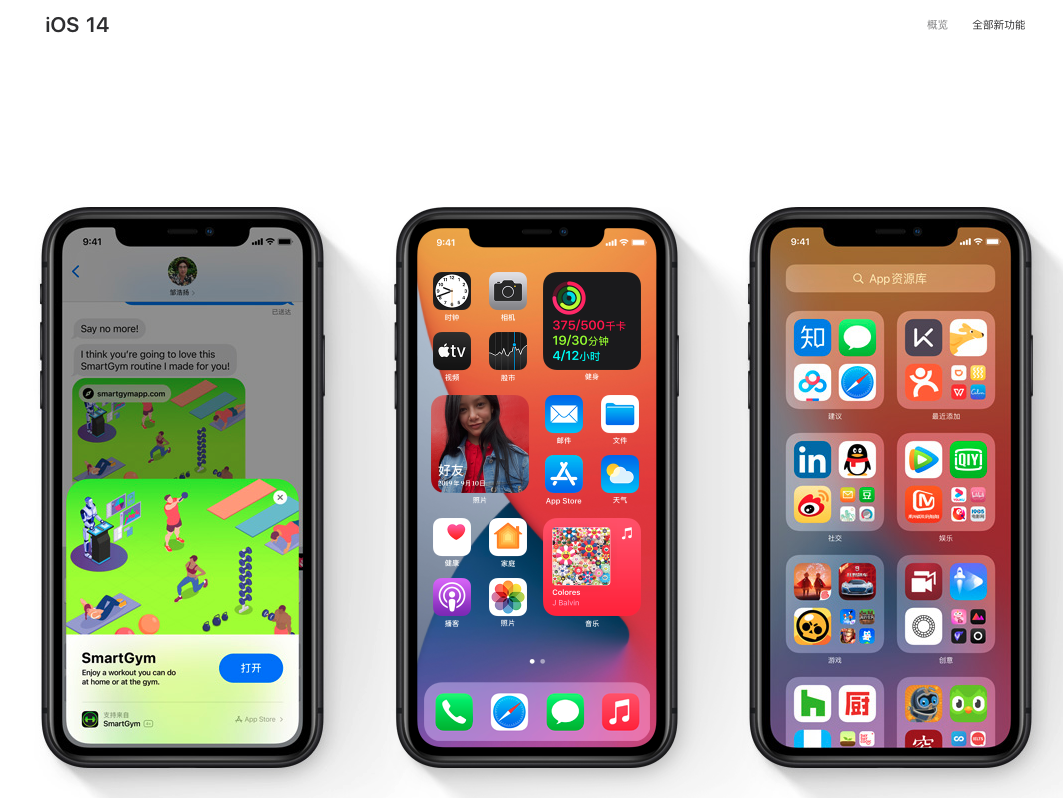 iOS 14
概览
全部新功能
9:41
邹浩扬
已送达
Say no more!
I think you're going to love this
SmartGym routine I made for you!
smartgymapp.com
SmartGym
Enjoy a workout you can do
at home or at the gym.
打开
支持来自
SmartGym
4+
App Store
9:41
时钟
相机
375/500千卡
19/30分钟
4/12小时
tv
视频
股市
健身
好友
2019年9月10日
照片
邮件
文件
App Store
天气
健康
家庭
Colores
J Balvin
播客
照片
音乐
9:41
App资源库
知
建议
最近添加
in
iQIYI
豆
社交
娱乐
游戏
创意
厨